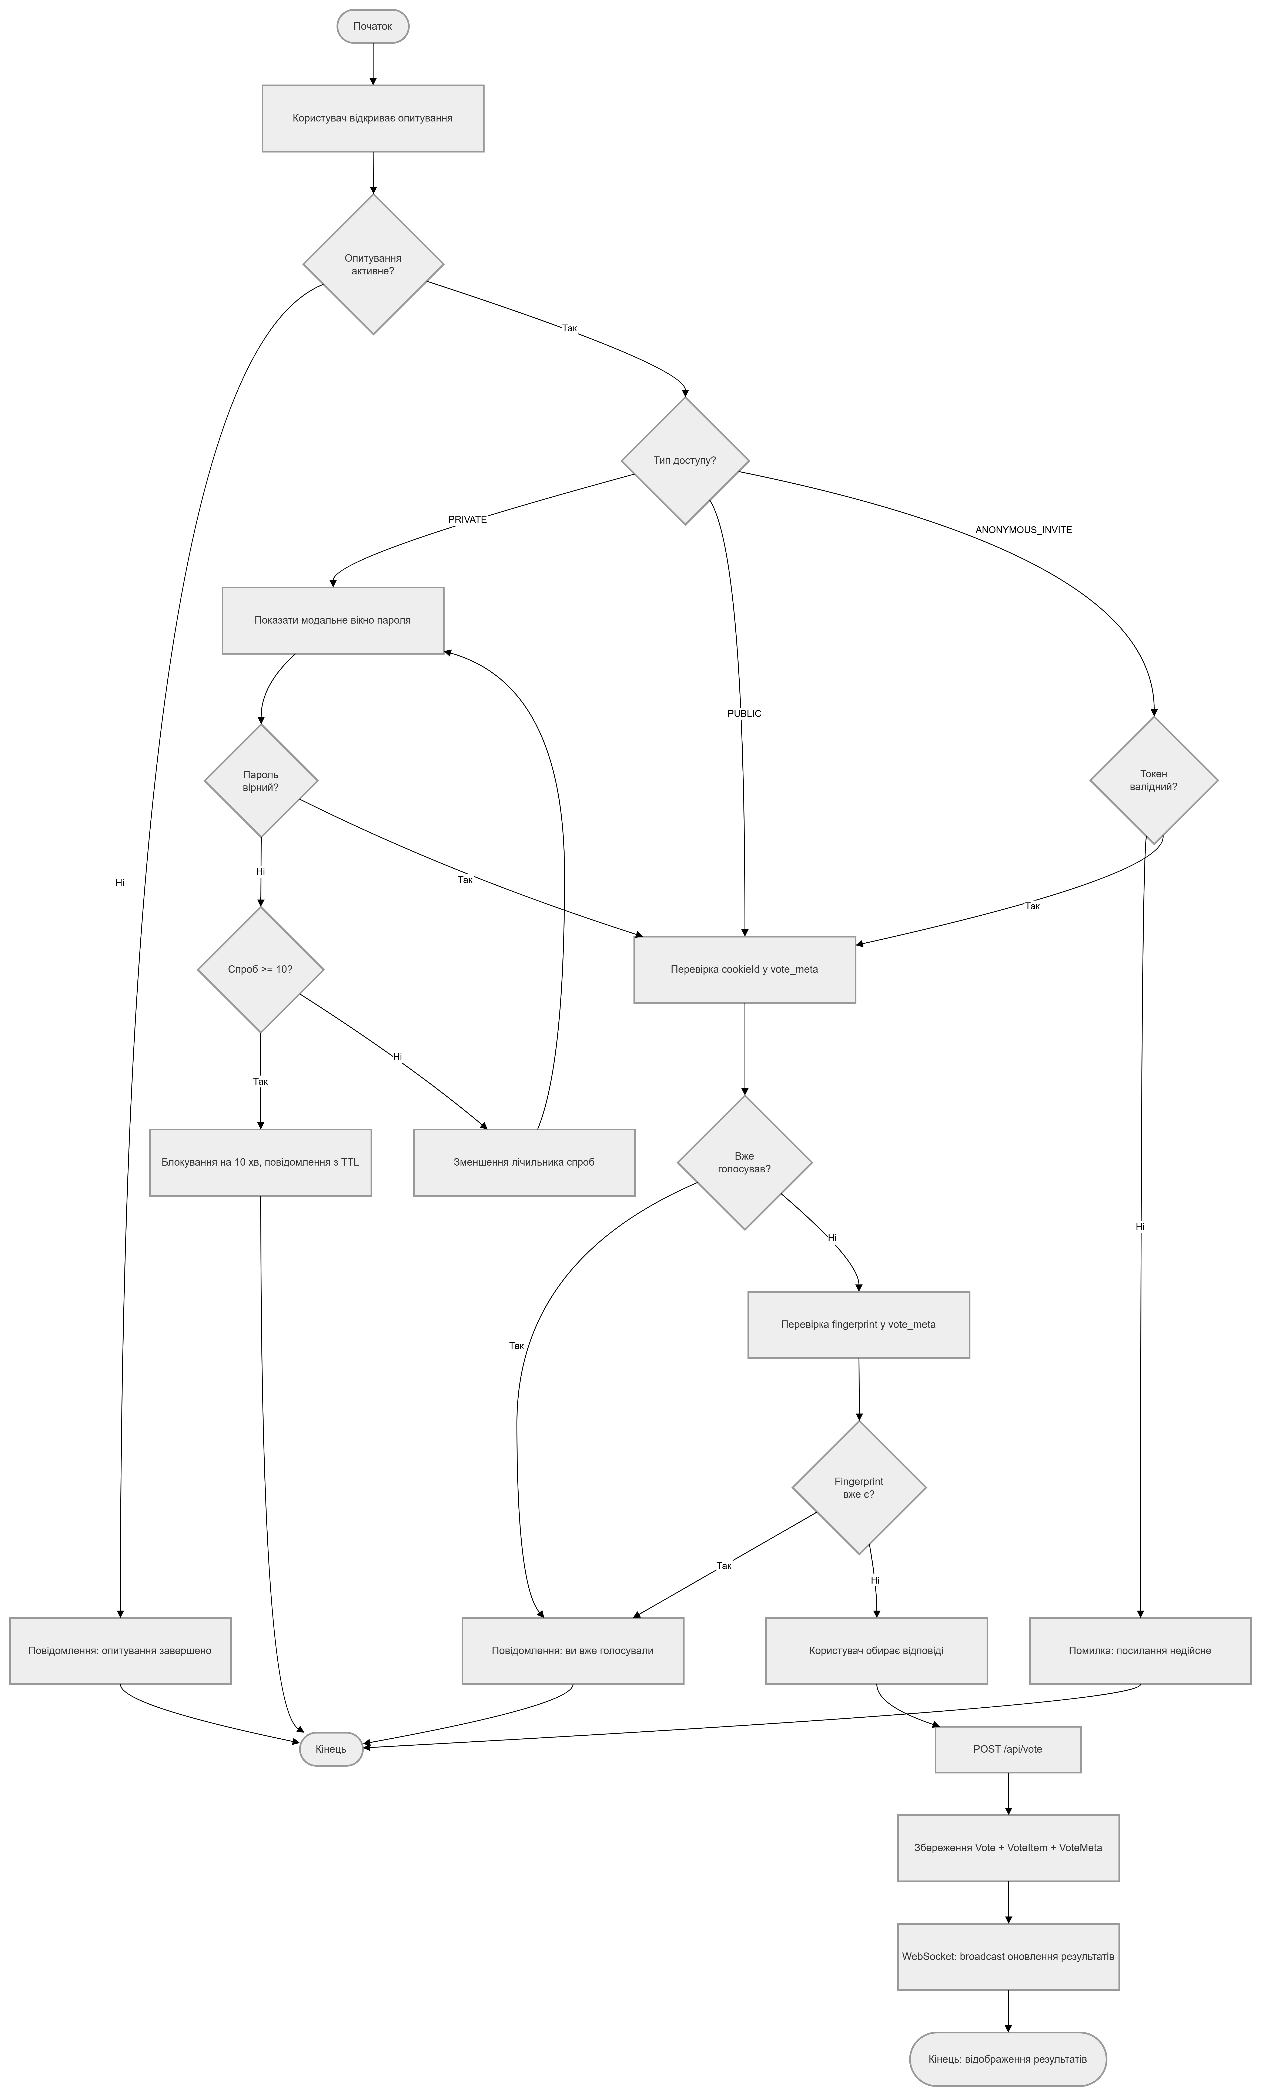 Початок
Користувач відкриває опитування
Опитування
активне?
Так
Тип доступу?
PRIVATE
ANONYMOUS_INVITE
Показати модальне вікно пароля
PUBLIC
Пароль
вірний?
Токен
валідний?
Ні
Ні
Так
Так
Спроб >= 10?
Перевірка cookieId у vote_meta
Ні
Так
Блокування на 10 хв, повідомлення з TTL
Зменшення лічильника спроб
Вже
голосував?
Ні
Ні
Перевірка fingerprint у vote_meta
Так
Fingerprint
вже є?
Так
Ні
Повідомлення: опитування завершено
Повідомлення: ви вже голосували
Користувач обирає відповіді
Помилка: посилання недійсне
Кінець
POST /api/vote
Збереження Vote + VoteItem + VoteMeta
WebSocket: broadcast оновлення результатів
Кінець: відображення результатів